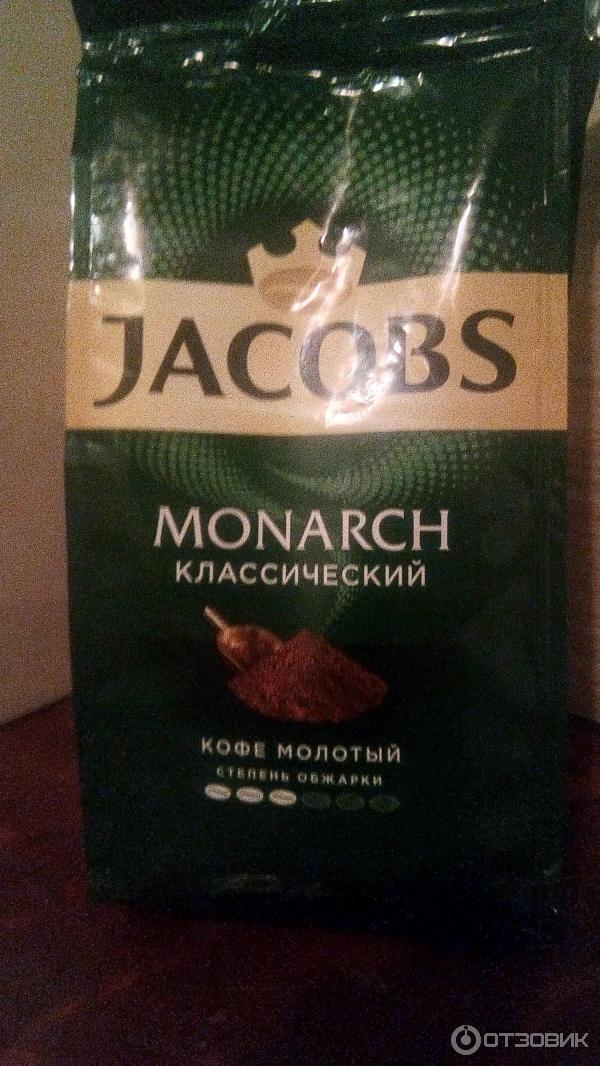 JACOBS
MONARCH
КЛАССИЧЕСКИЙ
КОФЕ МОЛОТЫЙ
СТЕПЕНЬ ОБЖАРКИ
ОТЗОВИК